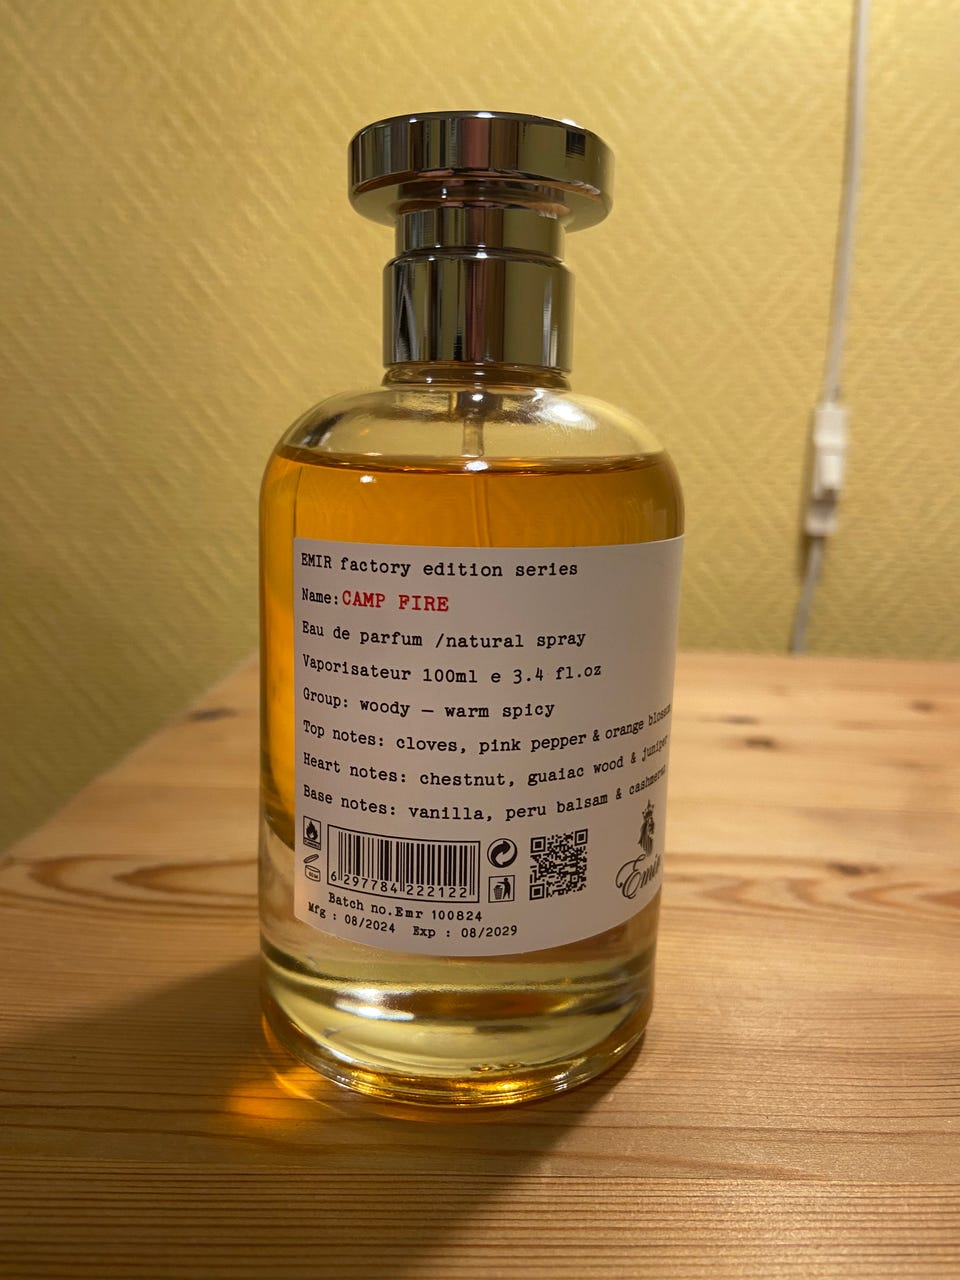 EMIR factory edition series
Name: CAMP FIRE
Eau de parfum /natural spray
Vaporisateur 100ml e 3.4 fl.oz
Group: woody – warm spicy
Top notes: cloves, pink pepper & orange blossom
Heart notes: chestnut, guaiac wood & juniper
Base notes: vanilla, peru balsam & cashmeran
6 297784 222122
Emir
Batch no.Emr 100824
Mfg : 08/2024 Exp : 08/2029